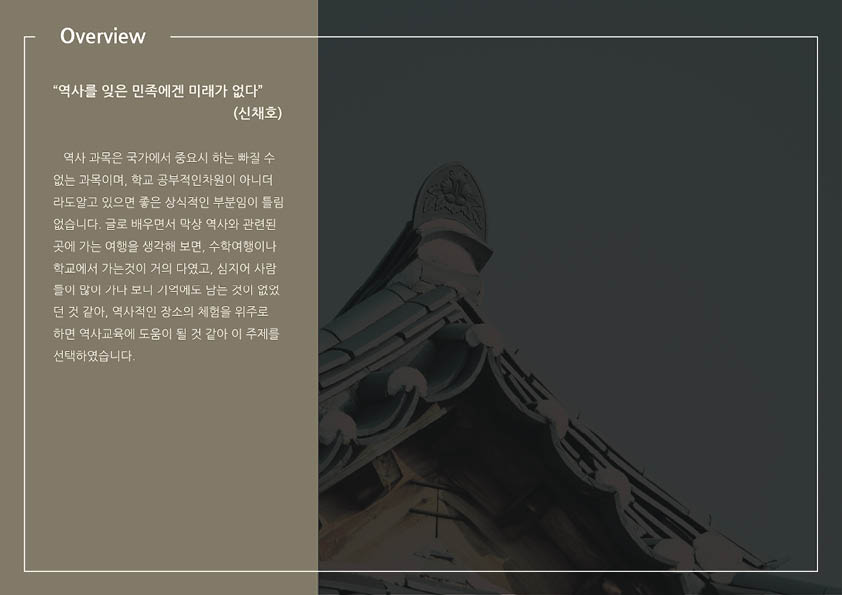 Overview
“역사를 잊은 민족에겐 미래가 없다”
(신채호)
역사 과목은 국가에서 중요시 하는 빠질 수
없는 과목이며, 학교 공부적인차원이 아니더
라도알고 있으면 좋은 상식적인 부분임이 틀림
없습니다. 글로 배우면서 막상 역사와 관련된
곳에 가는 여행을 생각해 보면, 수학여행이나
학교에서 가는것이 거의 다였고, 심지어 사람
들이 많이 가다 보니 기억에도 남는 것이 없었
던 것 같아, 역사적인 장소의 체험을 위주로
하면 역사교육에 도움이 될 것 같아 이 주제를
선택하였습니다.